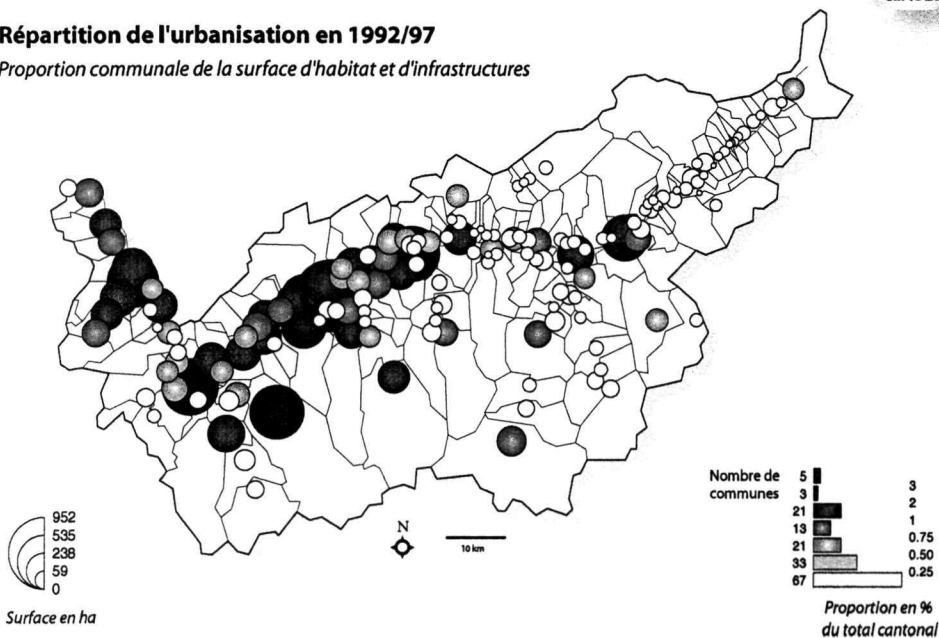 Répartition de l'urbanisation en 1992/97
Proportion communale de la surface d'habitat et d'infrastructures
952
535
238
59
0
Surface en ha
N
10 km
Nombre de
communes
5
3
21
13
21
33
67
3
2
1
0.75
0.50
0.25
Proportion en %
du total cantonal